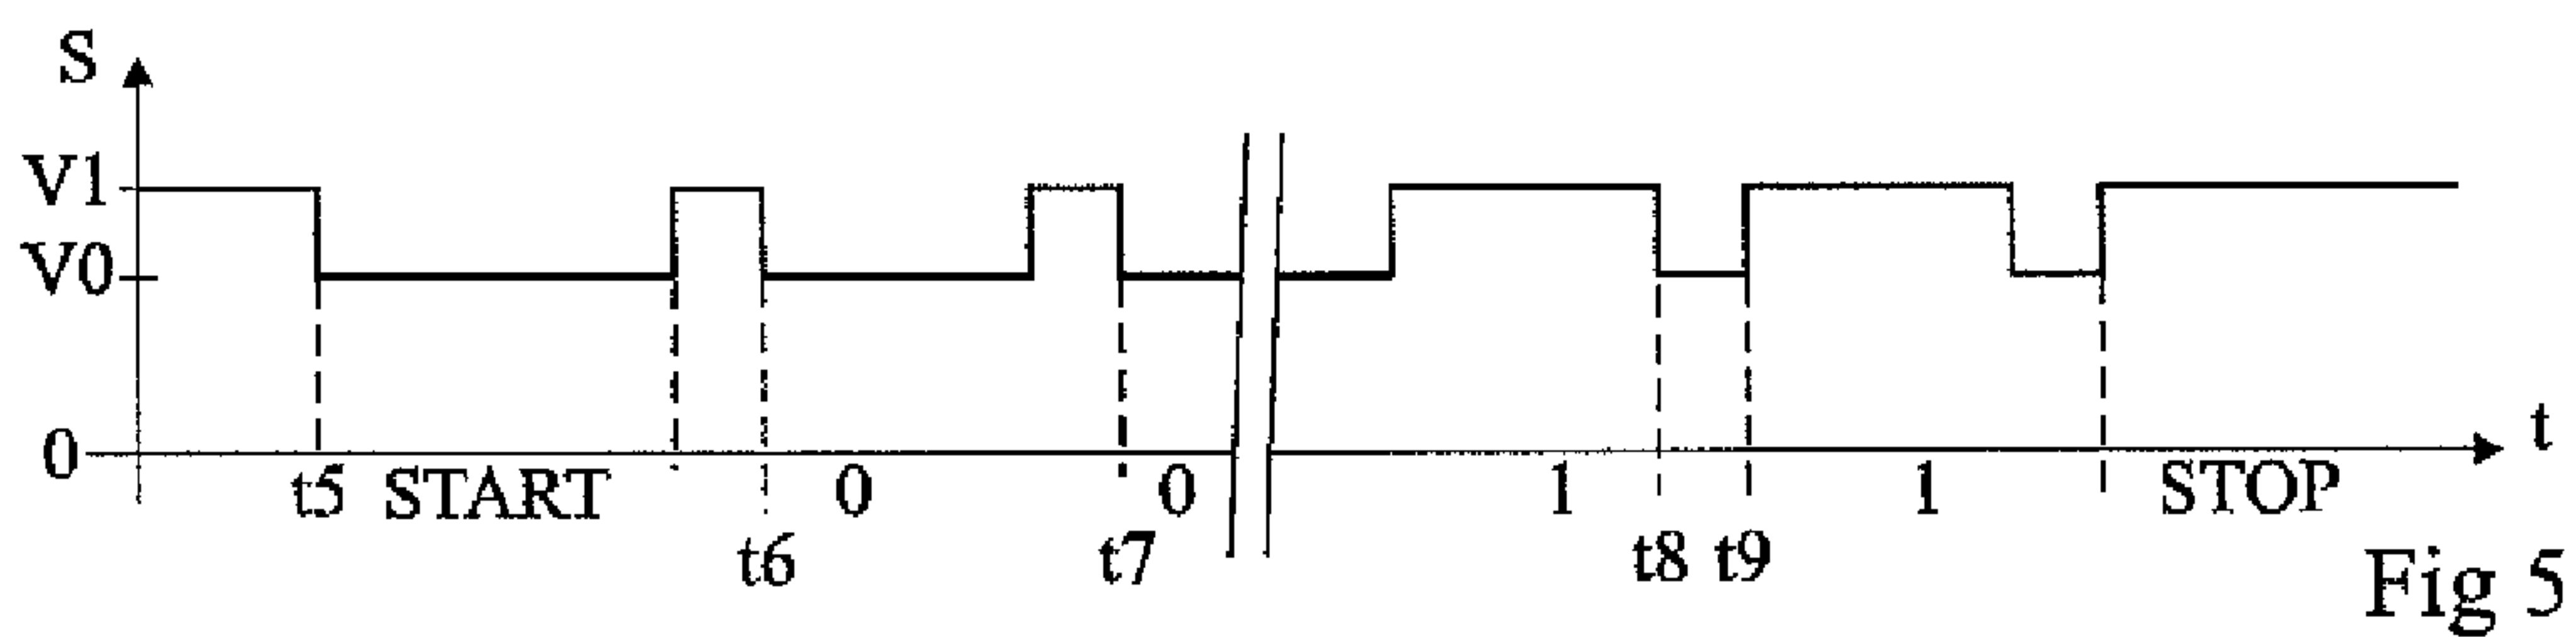 S
V1
V0
0
t
t5 START 0 0 1 1 STOP
t6 t7 t8 t9
Fig 5